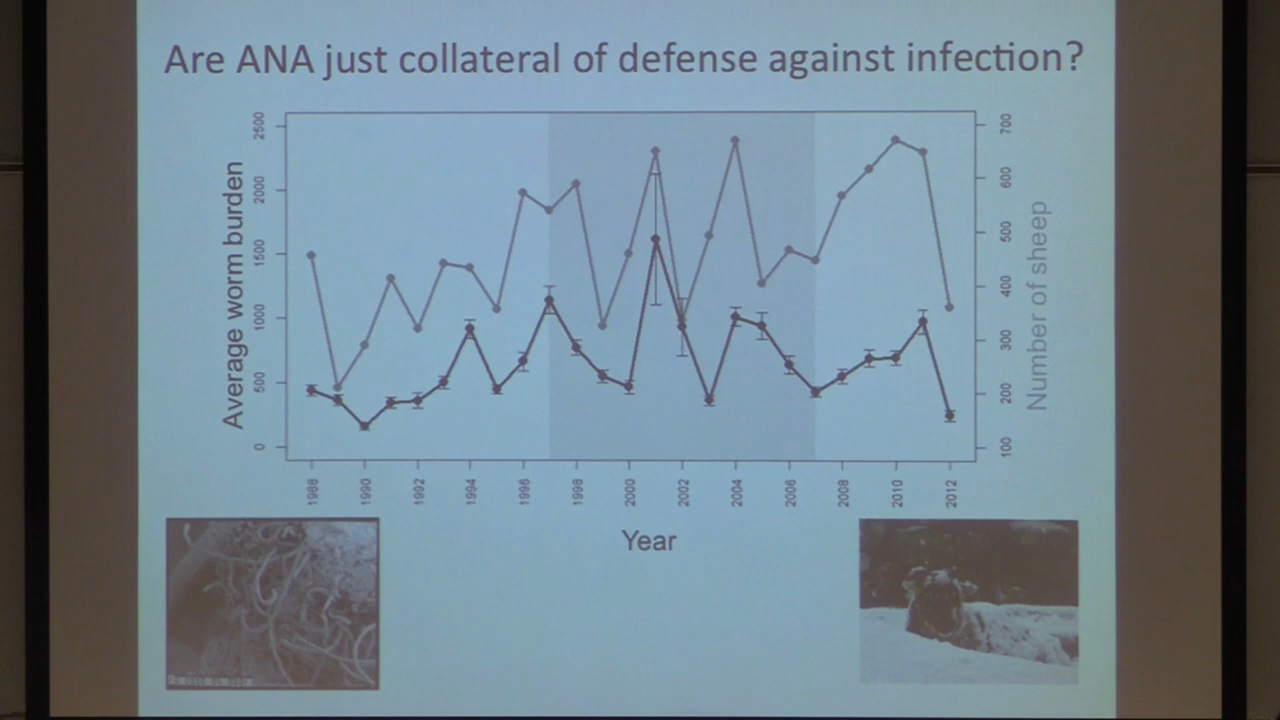 Are ANA just collateral of defense against infection?
Average worm burden
0 500 1000 1500 2000 2500
100 200 300 400 500 600 700
Number of sheep
1988 1990 1992 1994 1996 1998 2000 2002 2004 2006 2008 2010 2012
Year